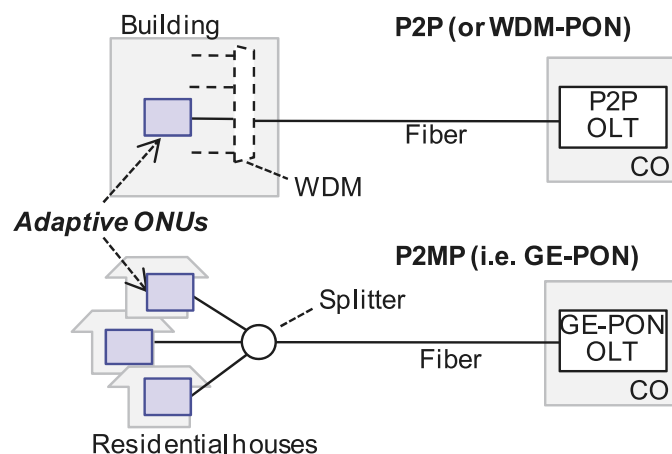 Building
P2P (or WDM-PON)
P2P
OLT
Fiber
CO
WDM
Adaptive ONUs
P2MP (i.e. GE-PON)
Splitter
GE-PON
OLT
Fiber
CO
Residential houses